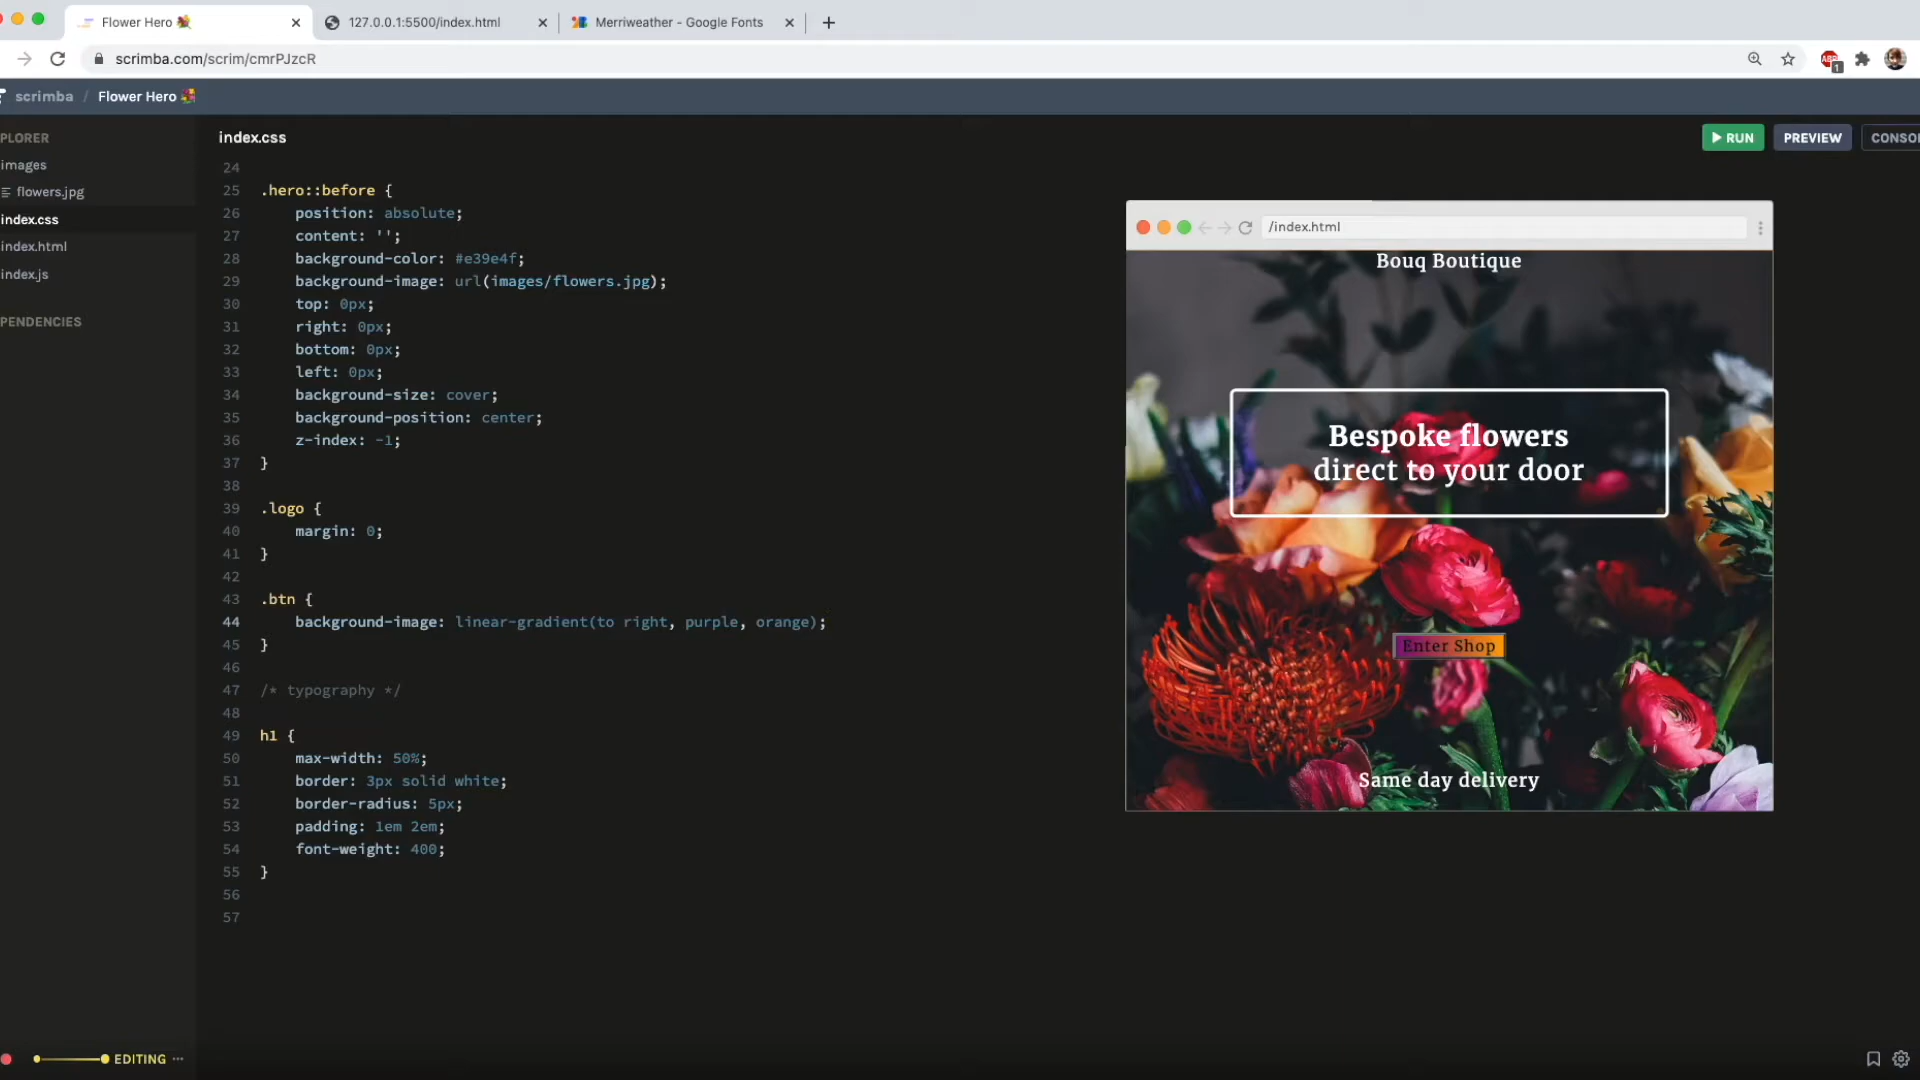 Flower Hero
127.0.0.1:5500/index.html
Merriweather - Google Fonts
scrimba.com/scrim/cmrPJzcR
ABP
1
scrimba / Flower Hero
PLORER
images
flowers.jpg
index.css
index.html
index.js
PENDENCIES
index.css
RUN
PREVIEW
CONSO
24
25 .hero::before {
26 position: absolute;
27 content: '';
28 background-color: #e39e4f;
29 background-image: url(images/flowers.jpg);
30 top: 0px;
31 right: 0px;
32 bottom: 0px;
33 left: 0px;
34 background-size: cover;
35 background-position: center;
36 z-index: -1;
37 }
38
39 .logo {
40 margin: 0;
41 }
42
43 .btn {
44 background-image: linear-gradient(to right, purple, orange);
45 }
46
47 /* typography */
48
49 h1 {
50 max-width: 50%;
51 border: 3px solid white;
52 border-radius: 5px;
53 padding: 1em 2em;
54 font-weight: 400;
55 }
56
57
/index.html
Bouq Boutique
Bespoke flowers
direct to your door
Enter Shop
Same day delivery
EDITING